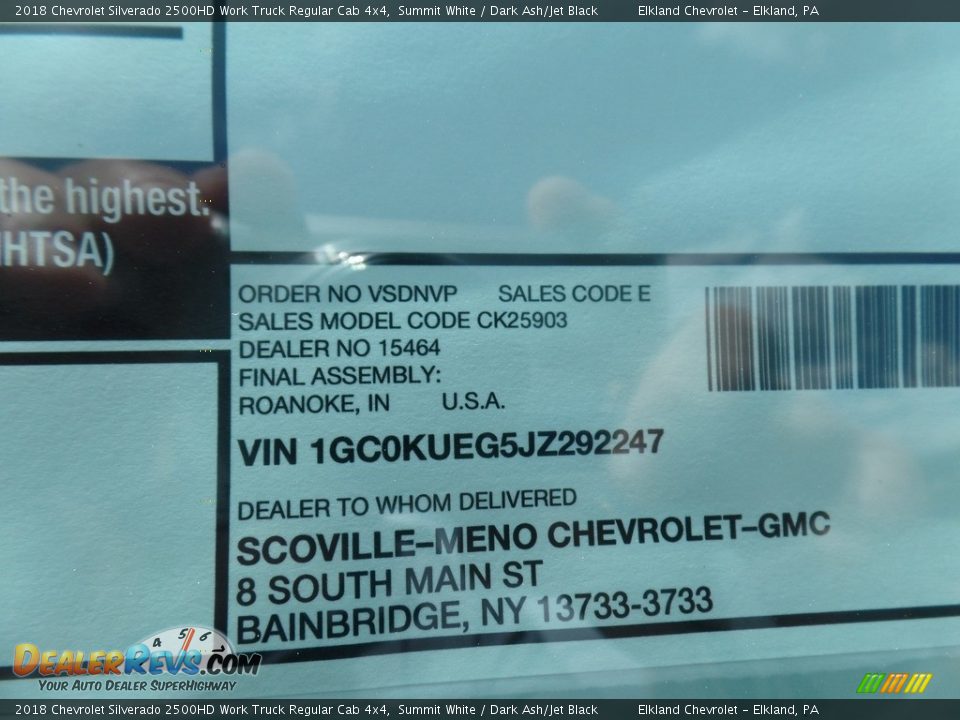 2018 Chevrolet Silverado 2500HD Work Truck Regular Cab 4x4, Summit White / Dark Ash/Jet Black Elkland Chevrolet - Elkland, PA
the highest.
HTSA)
ORDER NO VSDNVP SALES CODE E
SALES MODEL CODE CK25903
DEALER NO 15464
FINAL ASSEMBLY:
ROANOKE, IN U.S.A.
VIN 1GC0KUEG5JZ292247
DEALER TO WHOM DELIVERED
SCOVILLE-MENO CHEVROLET-GMC
8 SOUTH MAIN ST
BAINBRIDGE, NY 13733-3733
4 5 6 7
DEALERREVS.COM
YOUR AUTO DEALER SUPERHIGHWAY
2018 Chevrolet Silverado 2500HD Work Truck Regular Cab 4x4, Summit White / Dark Ash/Jet Black Elkland Chevrolet - Elkland, PA